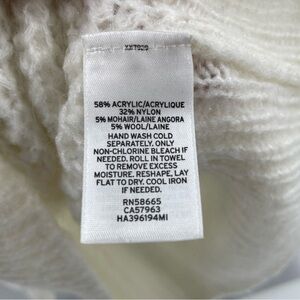 58% ACRYLIC/ACRYLIQUE
32% NYLON
5% MOHAIR/LAINE ANGORA
5% WOOL/LAINE
HAND WASH COLD
SEPARATELY. ONLY
NON-CHLORINE BLEACH IF
NEEDED. ROLL IN TOWEL
TO REMOVE EXCESS
MOISTURE. RESHAPE, LAY
FLAT TO DRY. COOL IRON
IF NEEDED.
RN58665
CA57963
HA396194MI